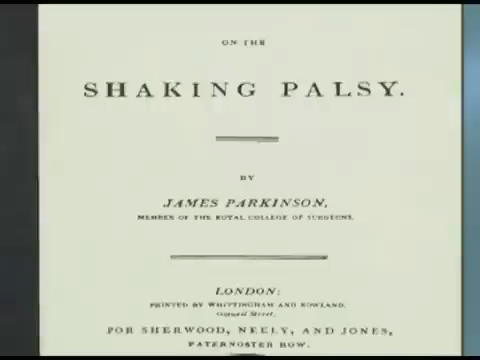 ON THE
SHAKING PALSY.
BY
JAMES PARKINSON,
MEMBER OF THE ROYAL COLLEGE OF SURGEONS.
LONDON:
PRINTED BY WHITTINGHAM AND ROWLAND,
Goswell Street,
FOR SHERWOOD, NEELY, AND JONES,
PATERNOSTER ROW.